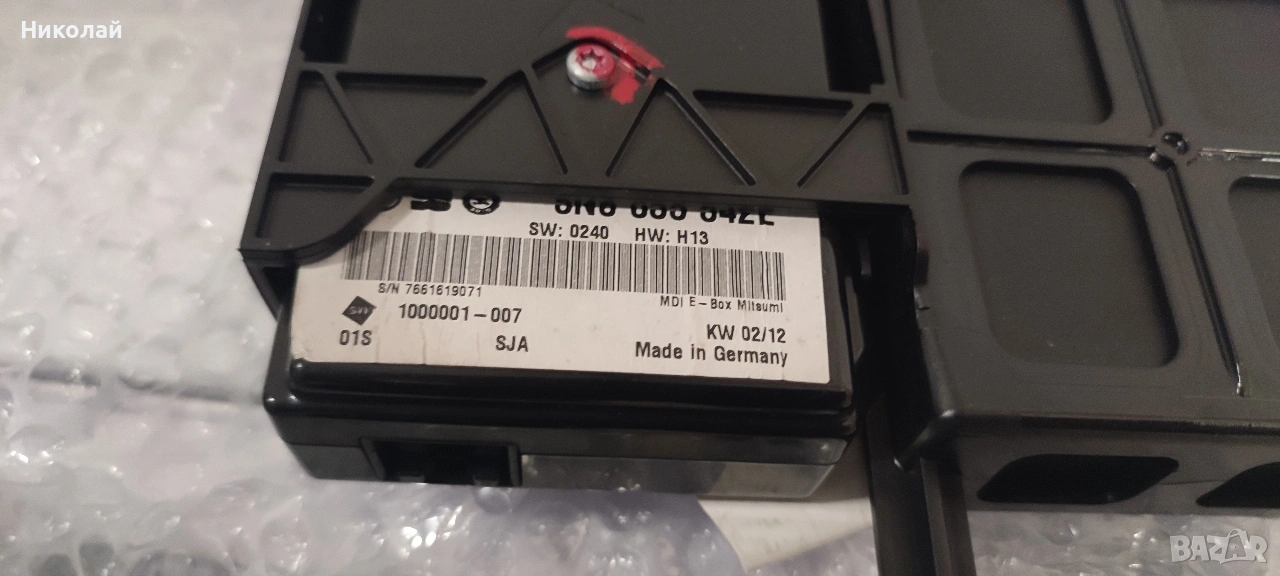 Николай
SW: 0240 HW: H13
S/N 7661619071
MDI E-Box Mitsumi
1000001-007
KW 02/12
01S
SJA
Made in Germany
BAZAR